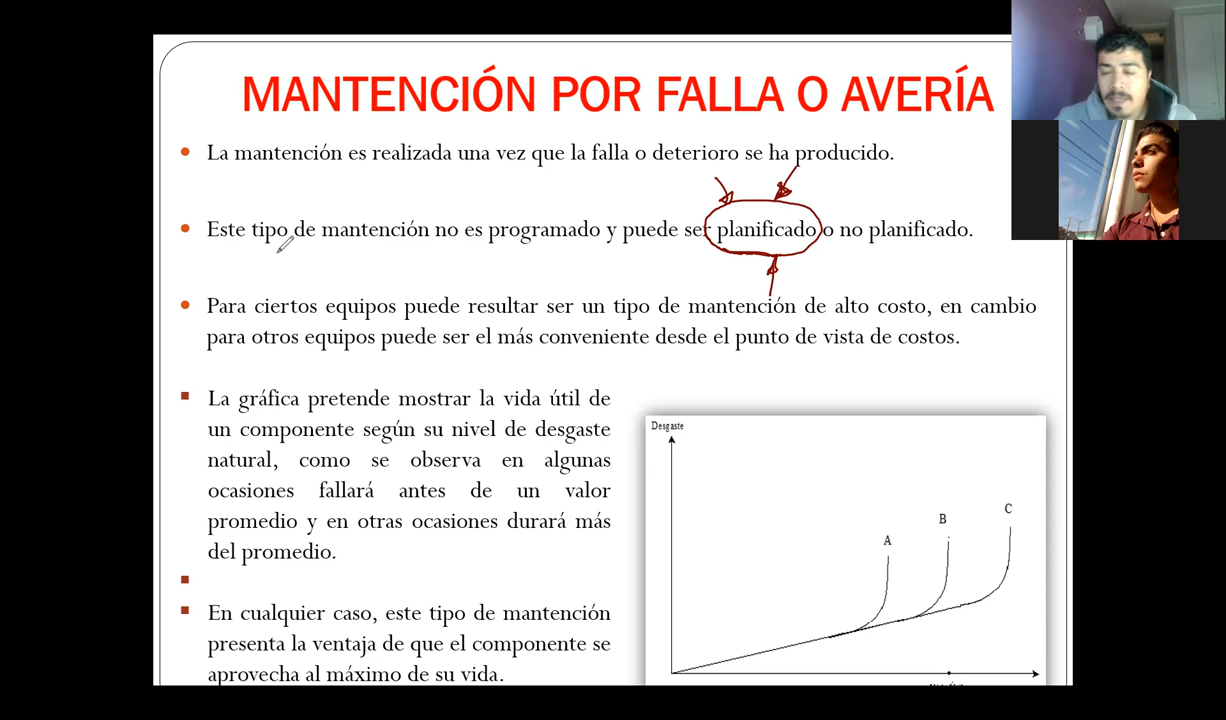 MANTENCIÓN POR FALLA O AVERÍA
La mantención es realizada una vez que la falla o deterioro se ha producido.
Este tipo de mantención no es programado y puede ser planificado o no planificado.
Para ciertos equipos puede resultar ser un tipo de mantención de alto costo, en cambio
para otros equipos puede ser el más conveniente desde el punto de vista de costos.
La gráfica pretende mostrar la vida útil de
un componente según su nivel de desgaste
natural, como se observa en algunas
ocasiones fallará antes de un valor
promedio y en otras ocasiones durará más
del promedio.
En cualquier caso, este tipo de mantención
presenta la ventaja de que el componente se
aprovecha al máximo de su vida.
Desgaste
A
B
C